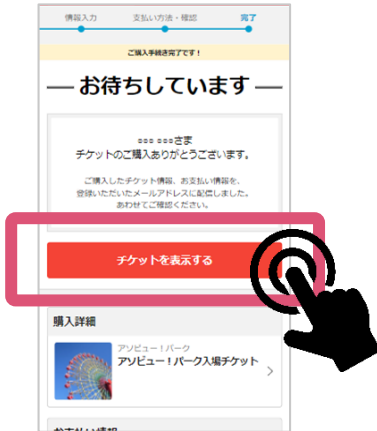 情報入力
支払い方法・確認
完了
ご購入手続き完了です！
お待ちしています
○○○ ○○○さま
チケットのご購入ありがとうございます。
ご購入したチケット情報、お支払い情報を、
登録いただいたメールアドレスに配信しました。
あわせてご確認ください。
チケットを表示する
購入詳細
アソビュー！パーク
アソビュー！パーク入場チケット
お支払い情報